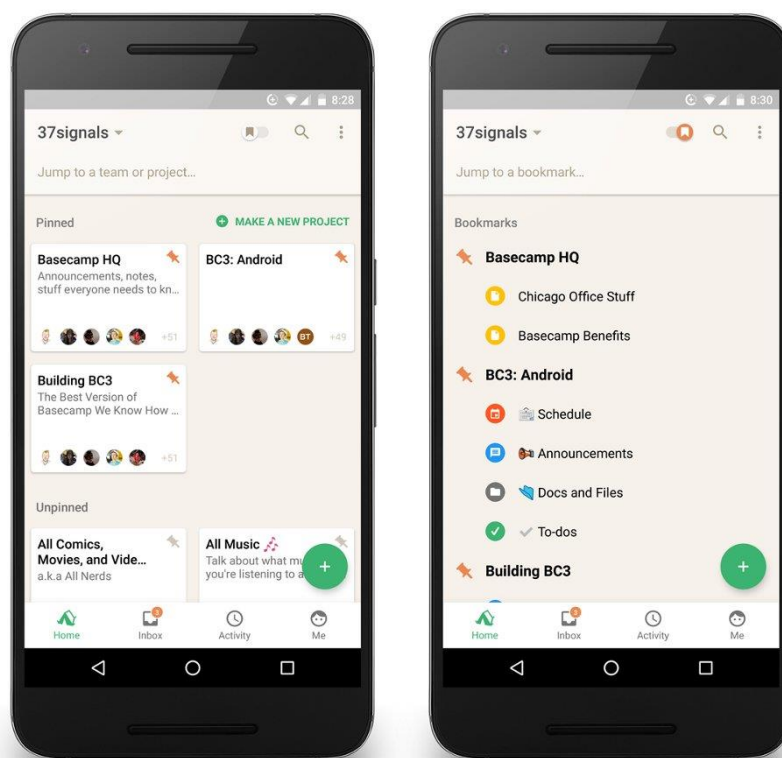 8:28
37signals
Jump to a team or project...
Pinned
MAKE A NEW PROJECT
Basecamp HQ
Announcements, notes,
stuff everyone needs to kn...
+51
BC3: Android
BT
+49
Building BC3
The Best Version of
Basecamp We Know How ...
+51
Unpinned
All Comics,
Movies, and Vide...
a.k.a All Nerds
All Music
Talk about what mu
you're listening to a
+
3
Home
Inbox
Activity
Me
8:30
37signals
Jump to a bookmark...
Bookmarks
Basecamp HQ
Chicago Office Stuff
Basecamp Benefits
BC3: Android
Schedule
Announcements
Docs and Files
To-dos
Building BC3
+
3
Home
Inbox
Activity
Me